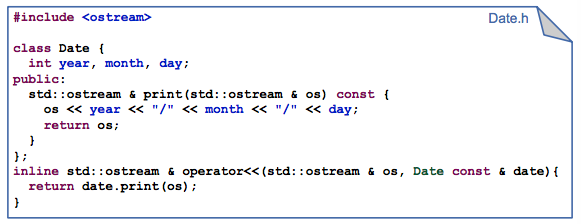 #include <ostream>
Date.h
class Date {
  int year, month, day;
public:
  std::ostream & print(std::ostream & os) const {
    os << year << "/" << month << "/" << day;
    return os;
  }
};
inline std::ostream & operator<<(std::ostream & os, Date const & date){
  return date.print(os);
}